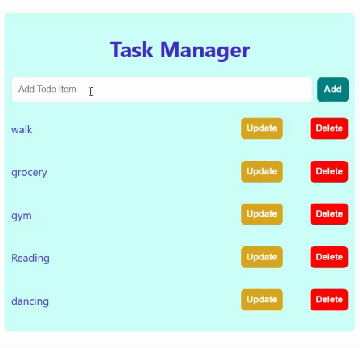 Task Manager
Add Todo Item
Add
walk
Update
Delete
grocery
Update
Delete
gym
Update
Delete
Reading
Update
Delete
dancing
Update
Delete